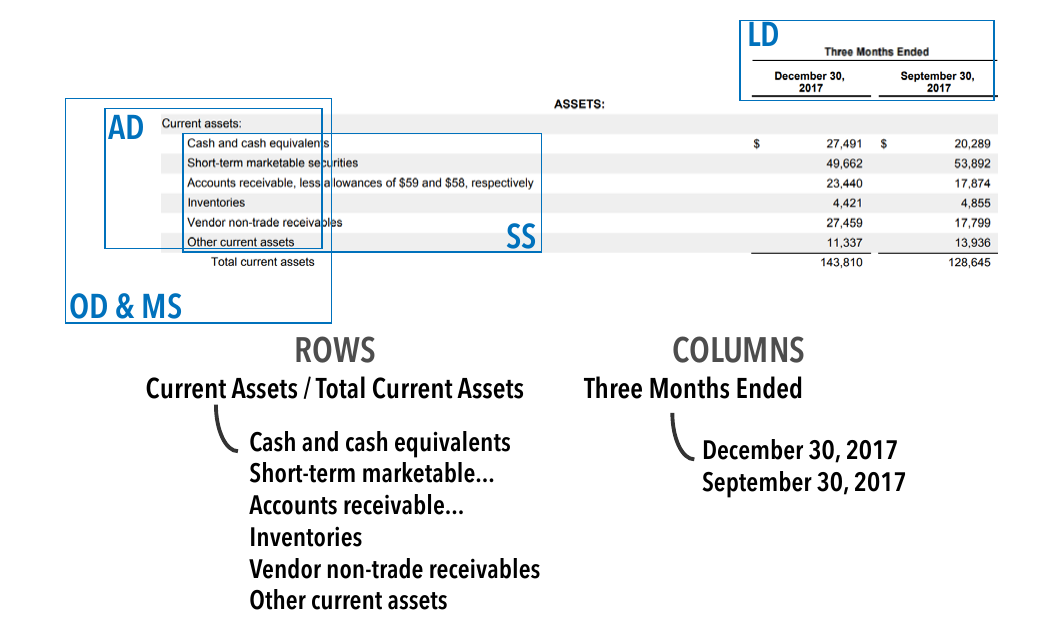 LD
Three Months Ended
December 30, 2017 September 30, 2017
ASSETS:
AD
Current assets:
Cash and cash equivalents $ 27,491 $ 20,289
Short-term marketable securities 49,662 53,892
Accounts receivable, less allowances of $59 and $58, respectively 23,440 17,874
Inventories 4,421 4,855
Vendor non-trade receivables 27,459 17,799
Other current assets 11,337 13,936
SS
Total current assets 143,810 128,645
OD & MS
ROWS
Current Assets / Total Current Assets
Cash and cash equivalents
Short-term marketable...
Accounts receivable...
Inventories
Vendor non-trade receivables
Other current assets
COLUMNS
Three Months Ended
December 30, 2017
September 30, 2017